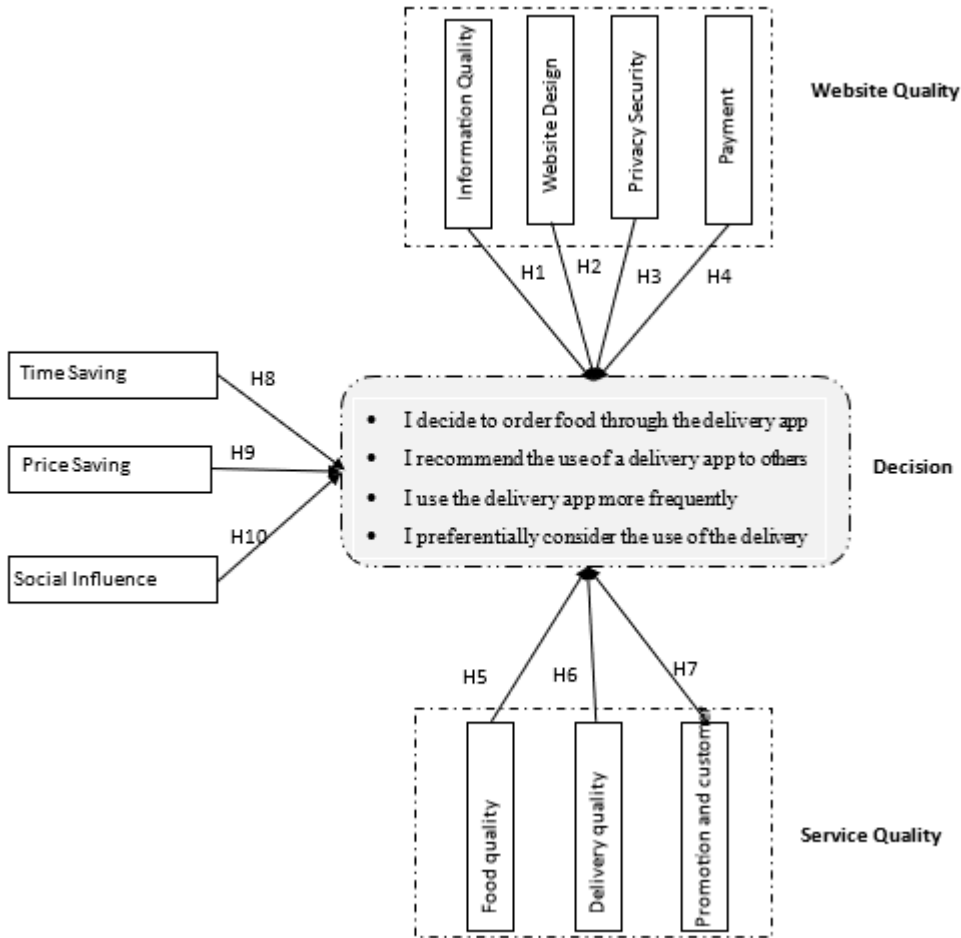 Information Quality
Website Design
Privacy Security
Payment
Website Quality
H1
H2
H3
H4
Time Saving
H8
Price Saving
H9
Social Influence
H10
• I decide to order food through the delivery app
• I recommend the use of a delivery app to others
• I use the delivery app more frequently
• I preferentially consider the use of the delivery
Decision
H5
H6
H7
Food quality
Delivery quality
Promotion and customer
Service Quality